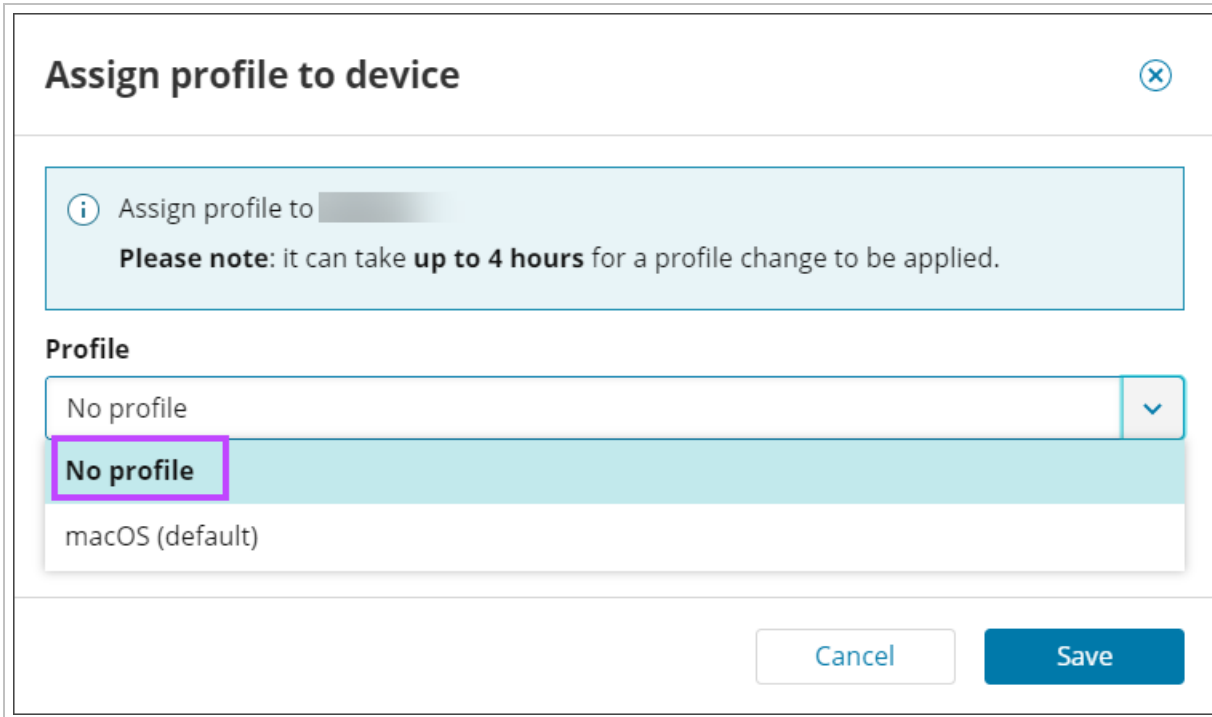 Assign profile to device
Assign profile to
Please note: it can take up to 4 hours for a profile change to be applied.
Profile
No profile
No profile
macOS (default)
Cancel
Save